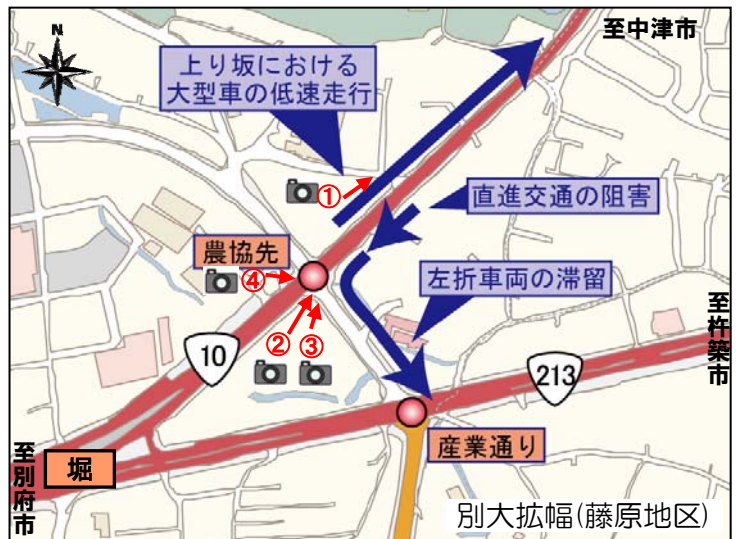 至中津市
N
上り坂における
大型車の低速走行
①
直進交通の阻害
農協先
④
左折車両の滞留
②
③
至杵築市
10
213
産業通り
至別府市
堀
別大拡幅(藤原地区)